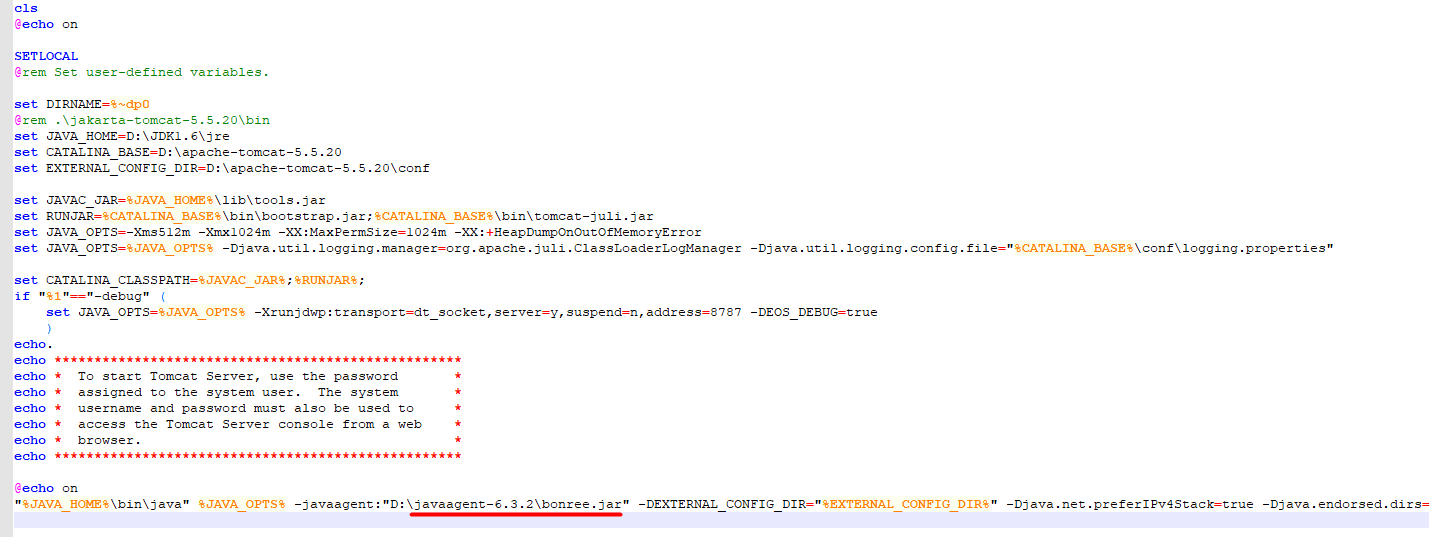 cls
@echo on
SETLOCAL
@rem Set user-defined variables.
set DIRNAME=%~dp0
@rem .\jakarta-tomcat-5.5.20\bin
set JAVA_HOME=D:\JDK1.6\jre
set CATALINA_BASE=D:\apache-tomcat-5.5.20
set EXTERNAL_CONFIG_DIR=D:\apache-tomcat-5.5.20\conf
set JAVAC_JAR=%JAVA_HOME%\lib\tools.jar
set RUNJAR=%CATALINA_BASE%\bin\bootstrap.jar;%CATALINA_BASE%\bin\tomcat-juli.jar
set JAVA_OPTS=-Xms512m -Xmx1024m -XX:MaxPermSize=1024m -XX:+HeapDumpOnOutOfMemoryError
set JAVA_OPTS=%JAVA_OPTS% -Djava.util.logging.manager=org.apache.juli.ClassLoaderLogManager -Djava.util.logging.config.file="%CATALINA_BASE%\conf\logging.properties"
set CATALINA_CLASSPATH=%JAVAC_JAR%;%RUNJAR%;
if "%1"=="-debug" (
    set JAVA_OPTS=%JAVA_OPTS% -Xrunjdwp:transport=dt_socket,server=y,suspend=n,address=8787 -DEOS_DEBUG=true
    )
echo.
echo ***************************************************
echo *  To start Tomcat Server, use the password       *
echo *  assigned to the system user.  The system       *
echo *  username and password must also be used to     *
echo *  access the Tomcat Server console from a web    *
echo *  browser.                                       *
echo ***************************************************
@echo on
"%JAVA_HOME%\bin\java" %JAVA_OPTS% -javaagent:"D:\javaagent-6.3.2\bonree.jar" -DEXTERNAL_CONFIG_DIR="%EXTERNAL_CONFIG_DIR%" -Djava.net.preferIPv4Stack=true -Djava.endorsed.dirs=